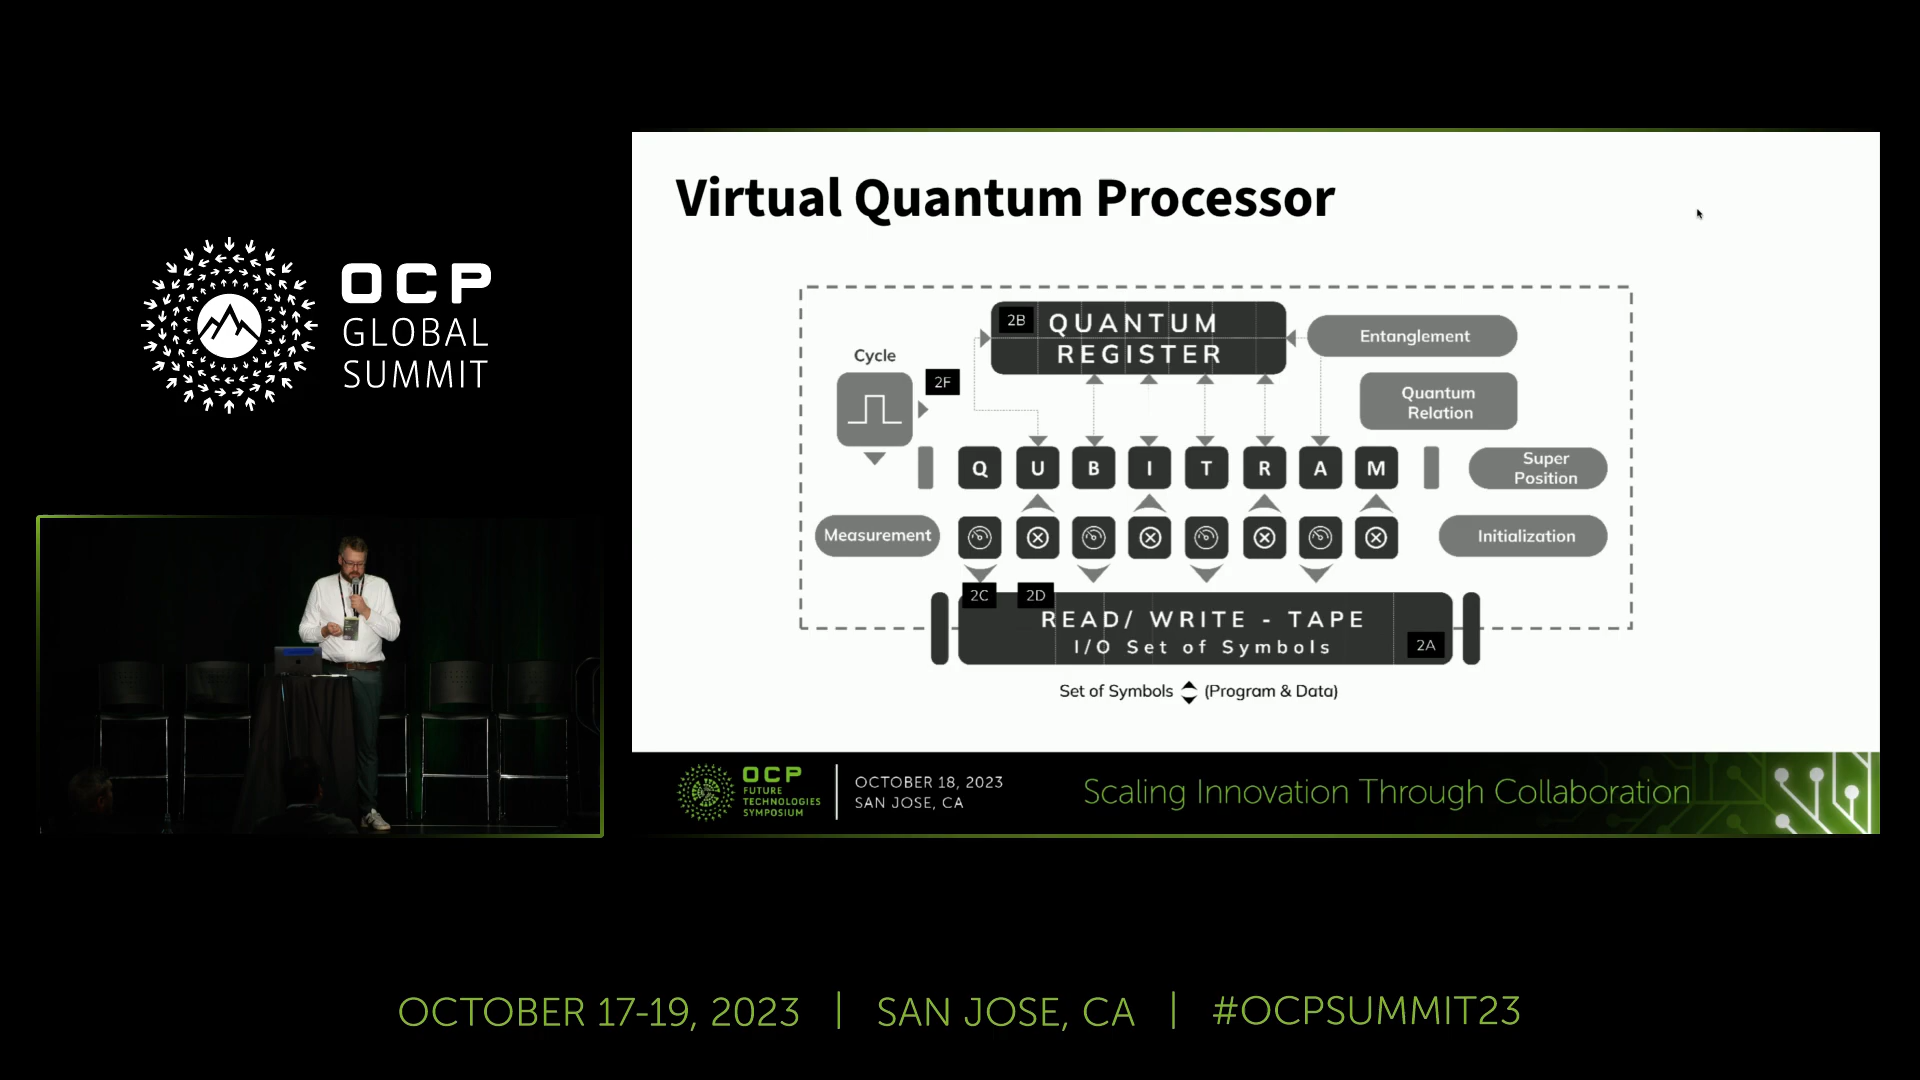 OCP
GLOBAL
SUMMIT
Virtual Quantum Processor
2B
QUANTUM
REGISTER
Entanglement
Cycle
2F
Quantum
Relation
Q U B I T R A M
Super
Position
Measurement
Initialization
2C
2D
READ/ WRITE - TAPE
I/O Set of Symbols
2A
Set of Symbols (Program & Data)
OCP
FUTURE
TECHNOLOGIES
SYMPOSIUM
OCTOBER 18, 2023
SAN JOSE, CA
Scaling Innovation Through Collaboration
OCTOBER 17-19, 2023 | SAN JOSE, CA | #OCPSUMMIT23